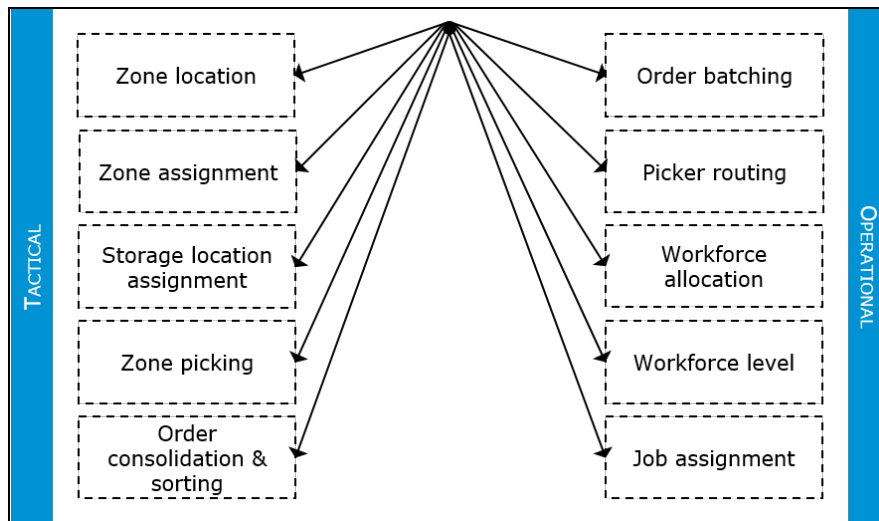 TACTICAL
Zone location
Zone assignment
Storage location
assignment
Zone picking
Order
consolidation &
sorting
Order batching
Picker routing
Workforce
allocation
Workforce level
Job assignment
OPERATIONAL